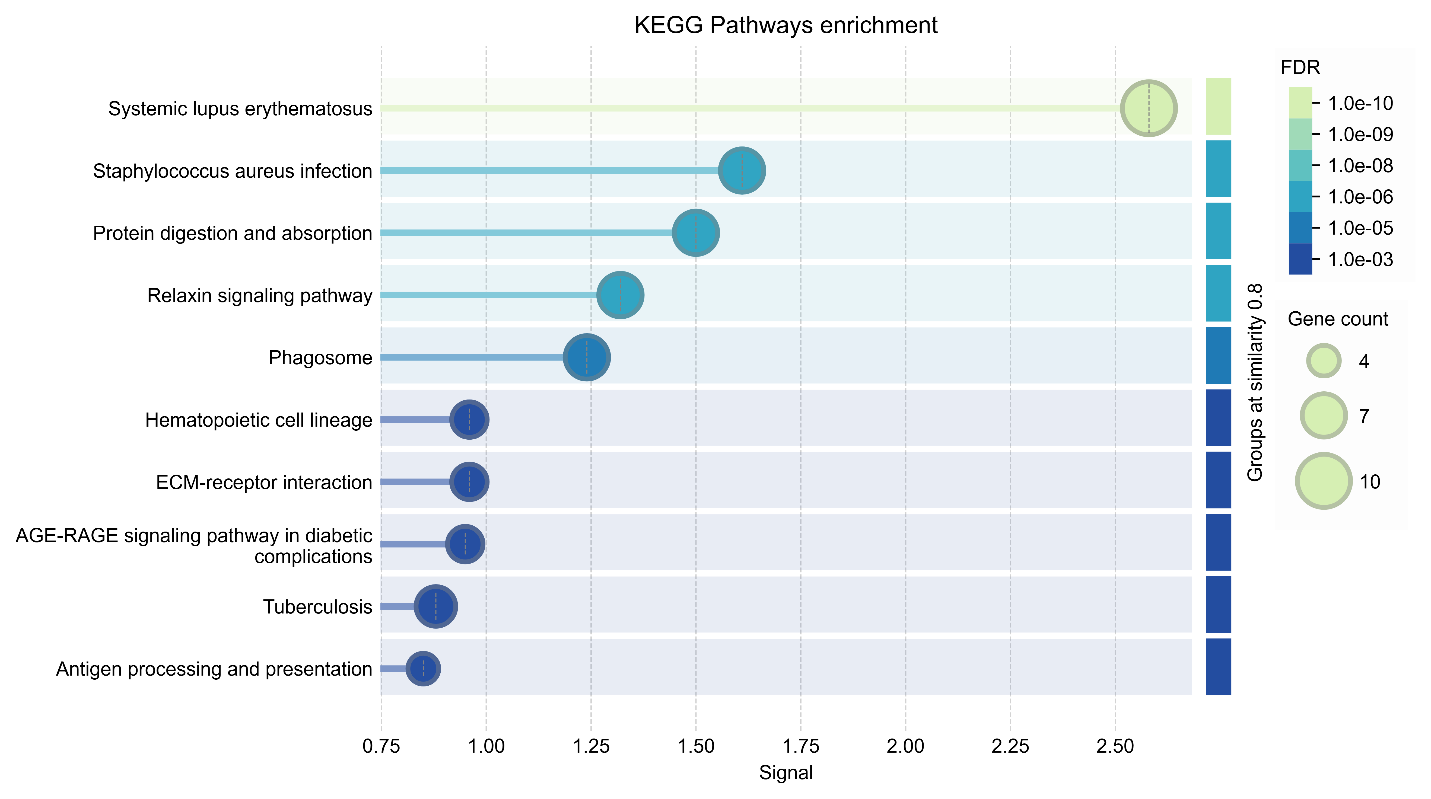 KEGG Pathways enrichment
Systemic lupus erythematosus
Staphylococcus aureus infection
Protein digestion and absorption
Relaxin signaling pathway
Phagosome
Hematopoietic cell lineage
ECM-receptor interaction
AGE-RAGE signaling pathway in diabetic
complications
Tuberculosis
Antigen processing and presentation
0.75 1.00 1.25 1.50 1.75 2.00 2.25 2.50
Signal
Groups at similarity 0.8
FDR
1.0e-10
1.0e-09
1.0e-08
1.0e-06
1.0e-05
1.0e-03
Gene count
4
7
10